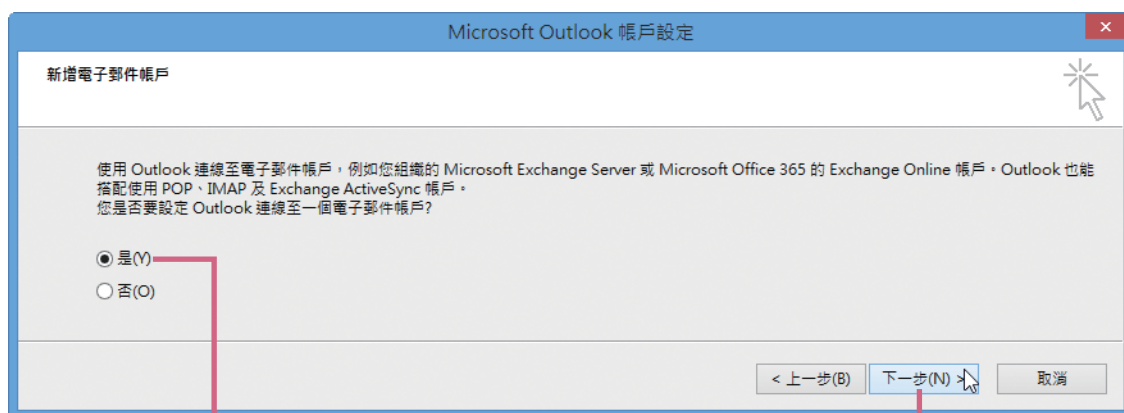 Microsoft Outlook 帳戶設定
新增電子郵件帳戶
使用 Outlook 連線至電子郵件帳戶，例如您組織的 Microsoft Exchange Server 或 Microsoft Office 365 的 Exchange Online 帳戶。Outlook 也能
搭配使用 POP、IMAP 及 Exchange ActiveSync 帳戶。
您是否要設定 Outlook 連線至一個電子郵件帳戶?
是(Y)
否(O)
< 上一步(B) 下一步(N) > 取消